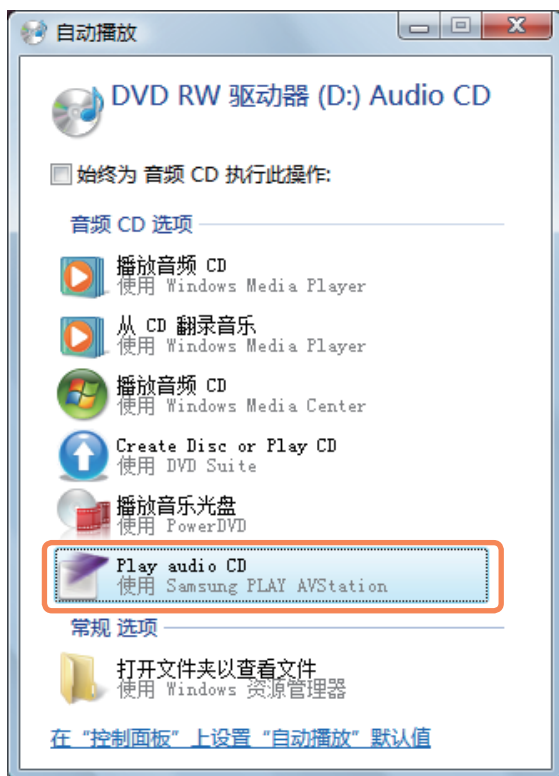 自动播放
DVD RW 驱动器 (D:) Audio CD
始终为 音频 CD 执行此操作:
音频 CD 选项
播放音频 CD
使用 Windows Media Player
从 CD 翻录音乐
使用 Windows Media Player
播放音频 CD
使用 Windows Media Center
Create Disc or Play CD
使用 DVD Suite
播放音乐光盘
使用 PowerDVD
Play audio CD
使用 Samsung PLAY AVStation
常规 选项
打开文件夹以查看文件
使用 Windows 资源管理器
在“控制面板”上设置“自动播放”默认值